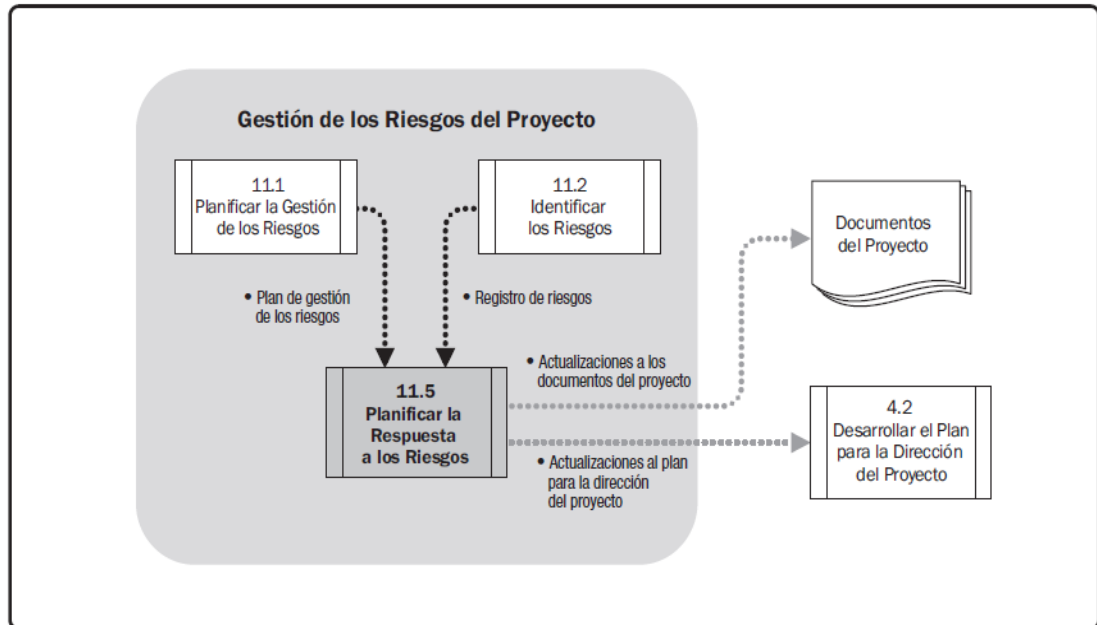 Gestión de los Riesgos del Proyecto
11.1
Planificar la Gestión
de los Riesgos
11.2
Identificar
los Riesgos
Documentos
del Proyecto
• Plan de gestión
de los riesgos
• Registro de riesgos
• Actualizaciones a los
documentos del proyecto
11.5
Planificar la
Respuesta
a los Riesgos
4.2
Desarrollar el Plan
para la Dirección
del Proyecto
• Actualizaciones al plan
para la dirección
del proyecto